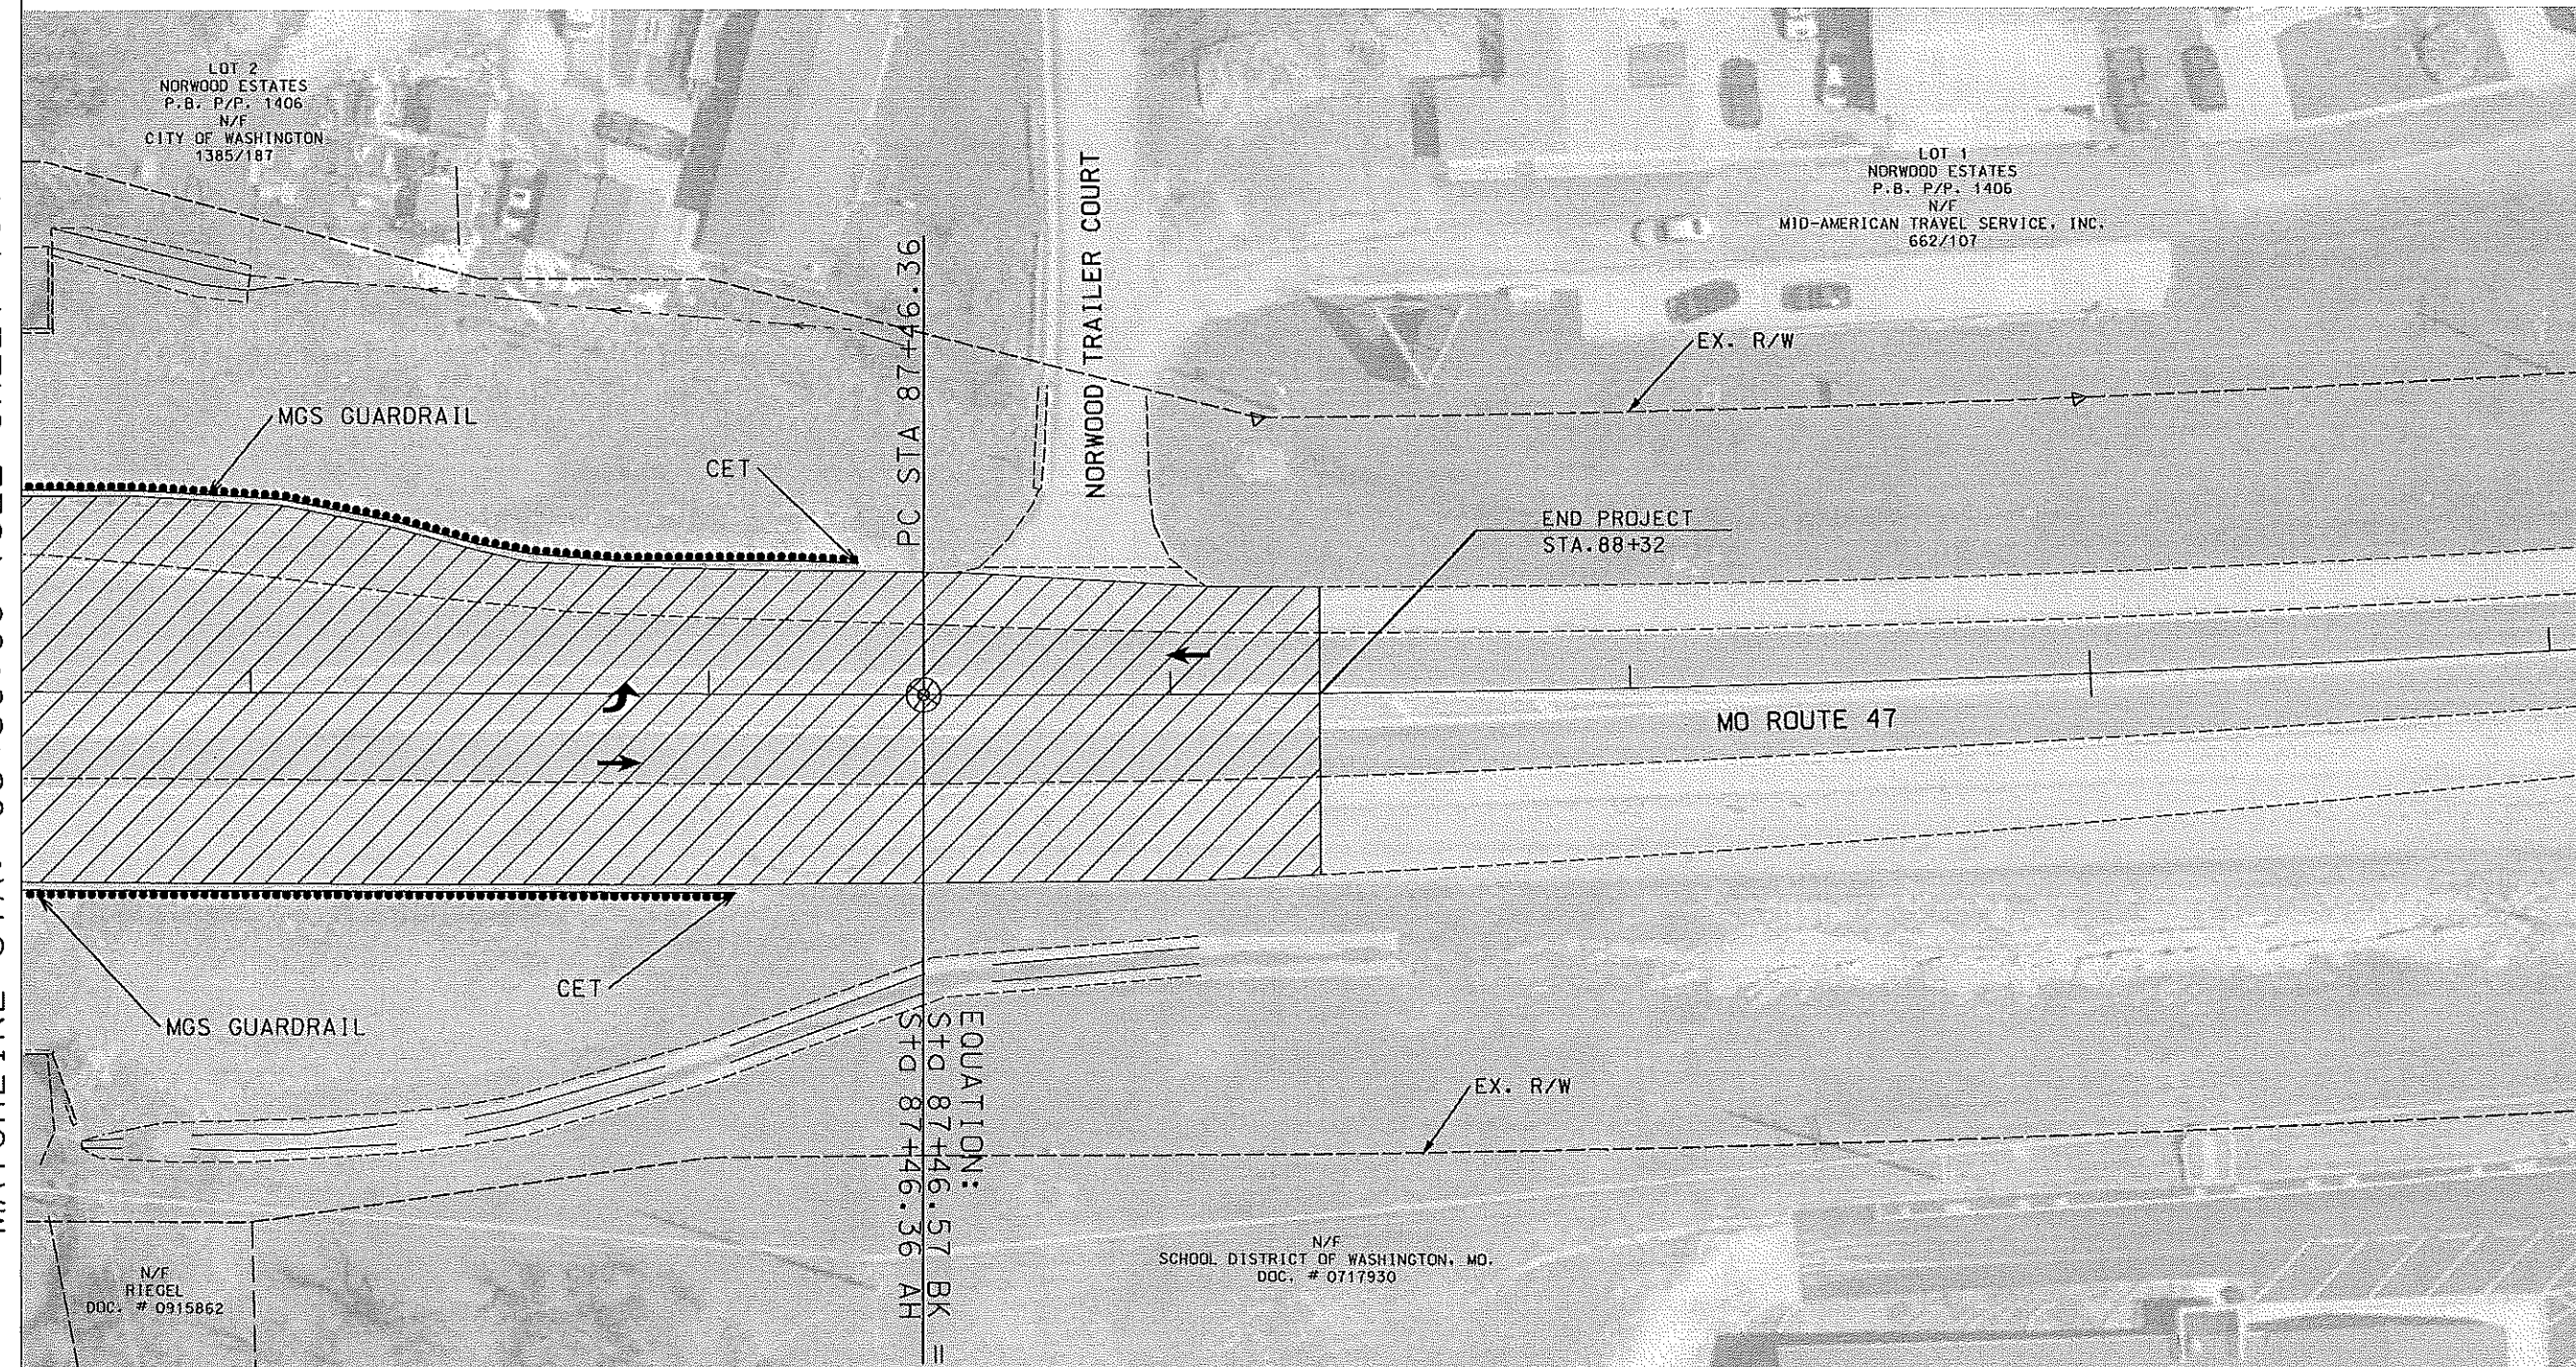 LOT 2
NORWOOD ESTATES
P.B. P/P. 1406
N/F
CITY OF WASHINGTON
1385/187
LOT 1
NORWOOD ESTATES
P.B. P/P. 1406
N/F
MID-AMERICAN TRAVEL SERVICE, INC.
662/107
NORWOOD TRAILER COURT
PC STA 87+46.36
EX. R/W
MGS GUARDRAIL
CET
END PROJECT
STA.88+32
MO ROUTE 47
CET
MGS GUARDRAIL
EQUATION:
Sta 87+46.57 BK =
Sta 87+46.36 AH
EX. R/W
N/F
SCHOOL DISTRICT OF WASHINGTON, MO.
DOC. # 0717930
N/F
RIEGEL
DOC. # 0915862